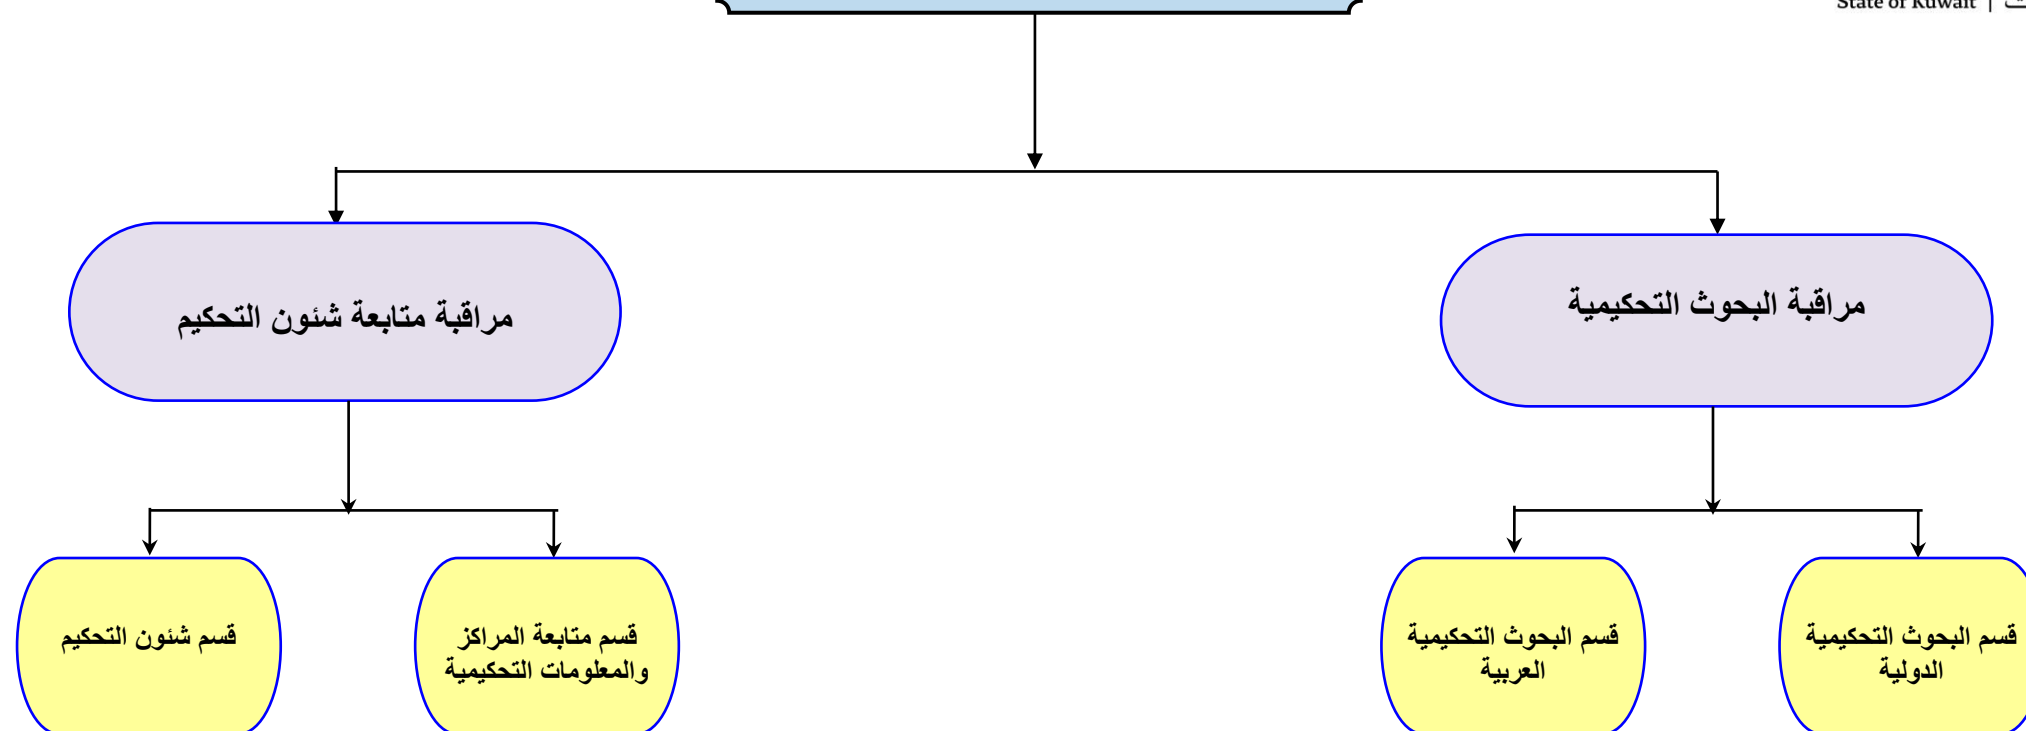 State of Kuwait |
مراقبة البحوث التحكيمية
مراقبة متابعة شئون التحكيم
قسم البحوث التحكيمية
الدولية
قسم البحوث التحكيمية
العربية
قسم متابعة المراكز
والمعلومات التحكيمية
قسم شئون التحكيم